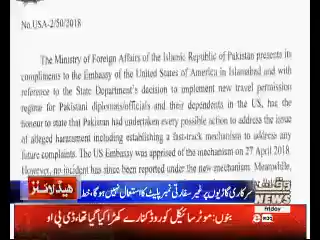 No.USA-2/50/2018
The Ministry of Foreign Affairs of the Islamic Republic of Pakistan presents its
compliments to the Embassy of the United States of America in Islamabad and with
reference to the State Department's decision to implement new travel permission
regime for Pakistani diplomats/officials and their dependents in the US, has the
honour to state that Pakistan had undertaken every possible action to address the
issue of alleged harassment including establishing a fast-track mechanism to address any
future complaints. The US Embassy was apprised of the mechanism on 27 April 2018.
However, no incident has since been reported under the new mechanism. Meanwhile,
ہیڈلائنز
سرکاری گاڑیوں پر غیر سفارتی نمبر پلیٹ کا استعمال نہیں ہوگا، خط
NEWS
Friday
بنوں: موٹر سائیکل کو روڈ کنارے کھڑا کیا گیا تھا، ڈی پی او